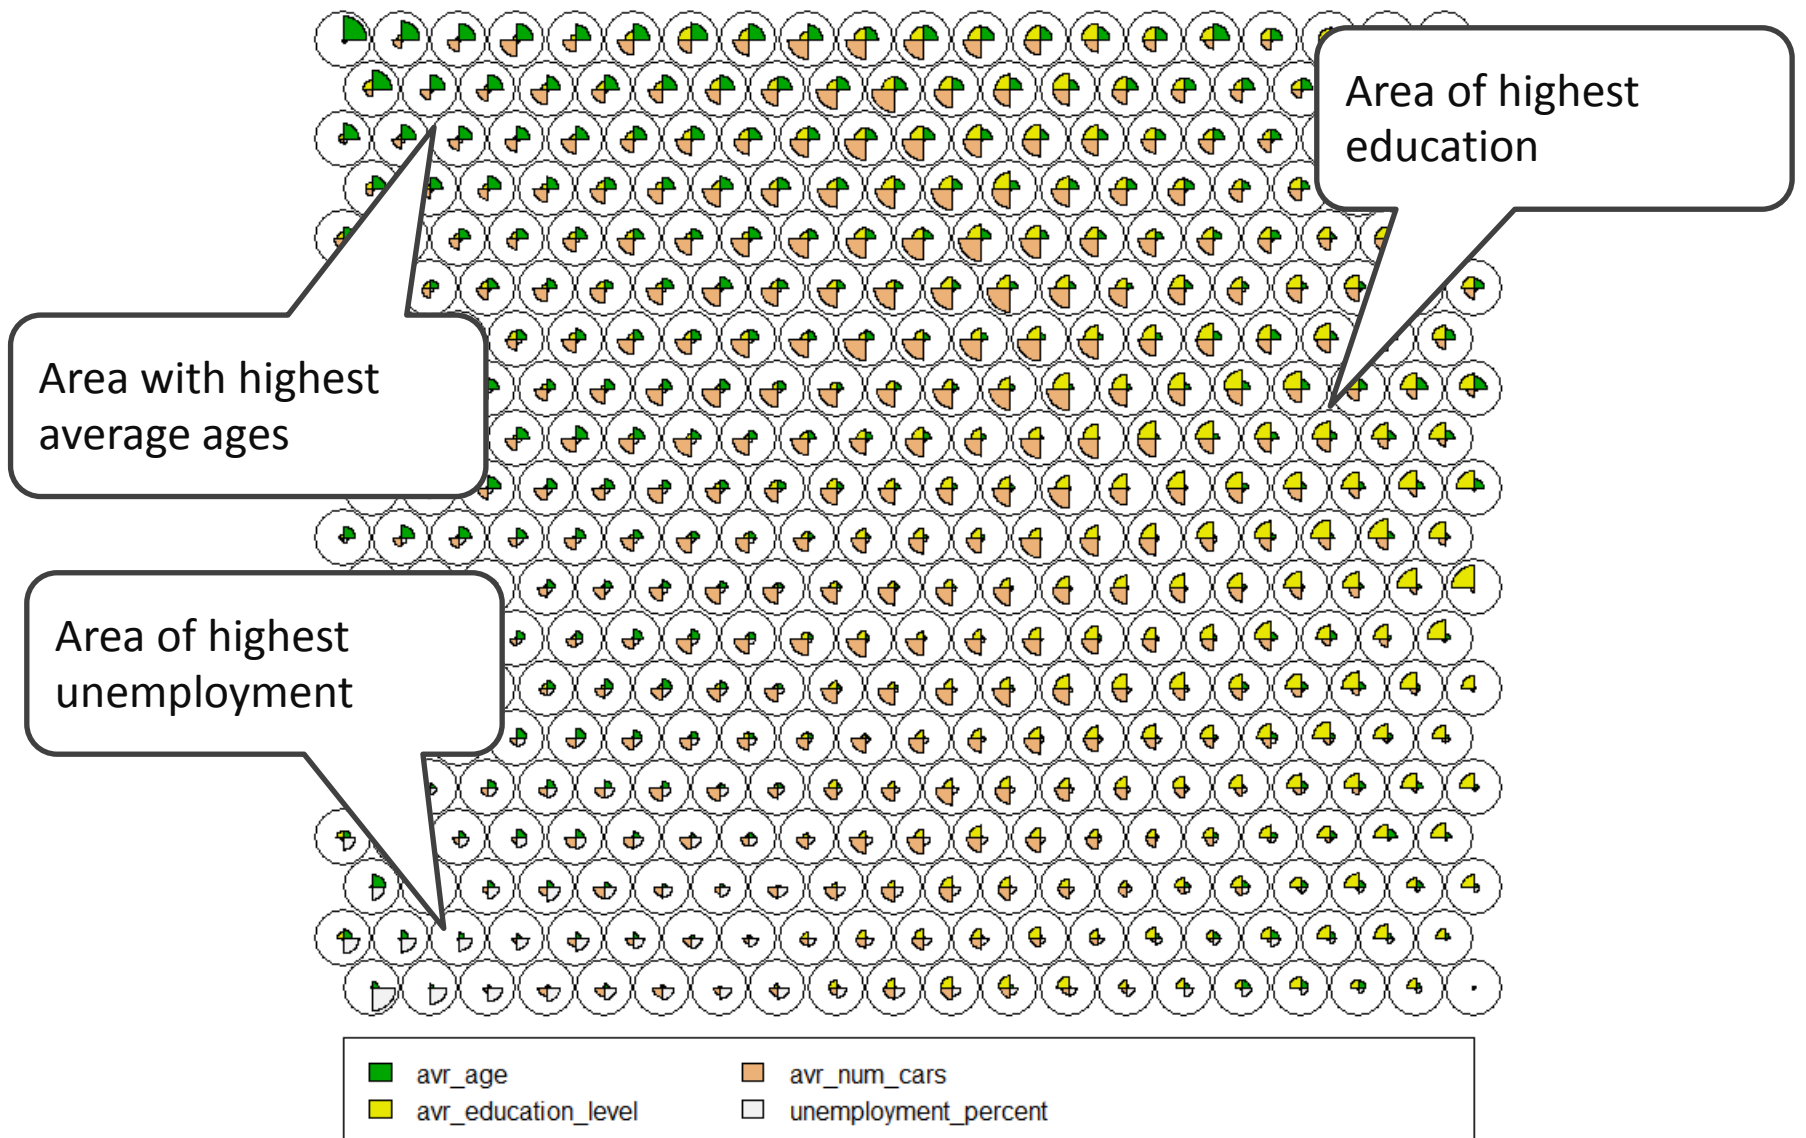 Area of highest
education
Area with highest
average ages
Area of highest
unemployment
avr_age
avr_num_cars
avr_education_level
unemployment_percent